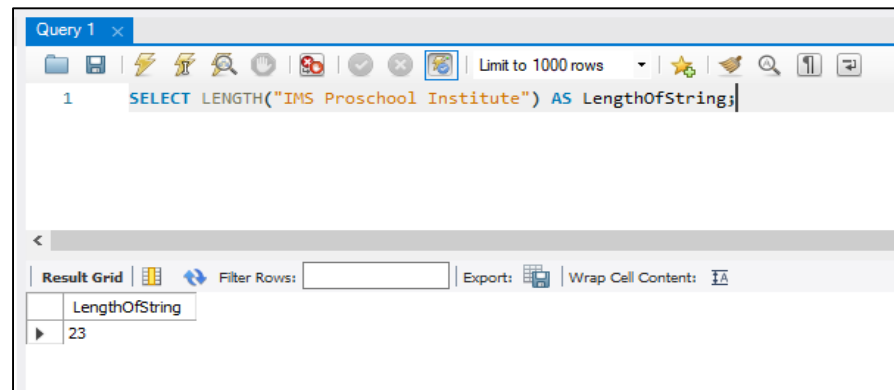 Query 1
Limit to 1000 rows
1 SELECT LENGTH("IMS Proschool Institute") AS LengthOfString;
Result Grid Filter Rows: Export: Wrap Cell Content: IA
LengthOfString
23